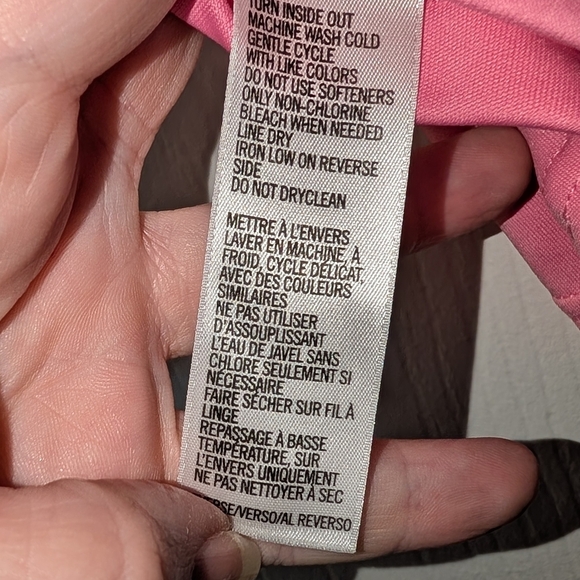 TURN INSIDE OUT
MACHINE WASH COLD
GENTLE CYCLE
WITH LIKE COLORS
DO NOT USE SOFTENERS
ONLY NON-CHLORINE
BLEACH WHEN NEEDED
LINE DRY
IRON LOW ON REVERSE
SIDE
DO NOT DRYCLEAN
METTRE À L'ENVERS
LAVER EN MACHINE, À
FROID, CYCLE DÉLICAT,
AVEC DES COULEURS
SIMILAIRES
NE PAS UTILISER
D'ASSOUPLISSANT
L'EAU DE JAVEL SANS
CHLORE SEULEMENT SI
NÉCESSAIRE
FAIRE SÉCHER SUR FIL À
LINGE
REPASSAGE À BASSE
TEMPÉRATURE, SUR
L'ENVERS UNIQUEMENT
NE PAS NETTOYER À SEC
/VERSO/AL REVERSO